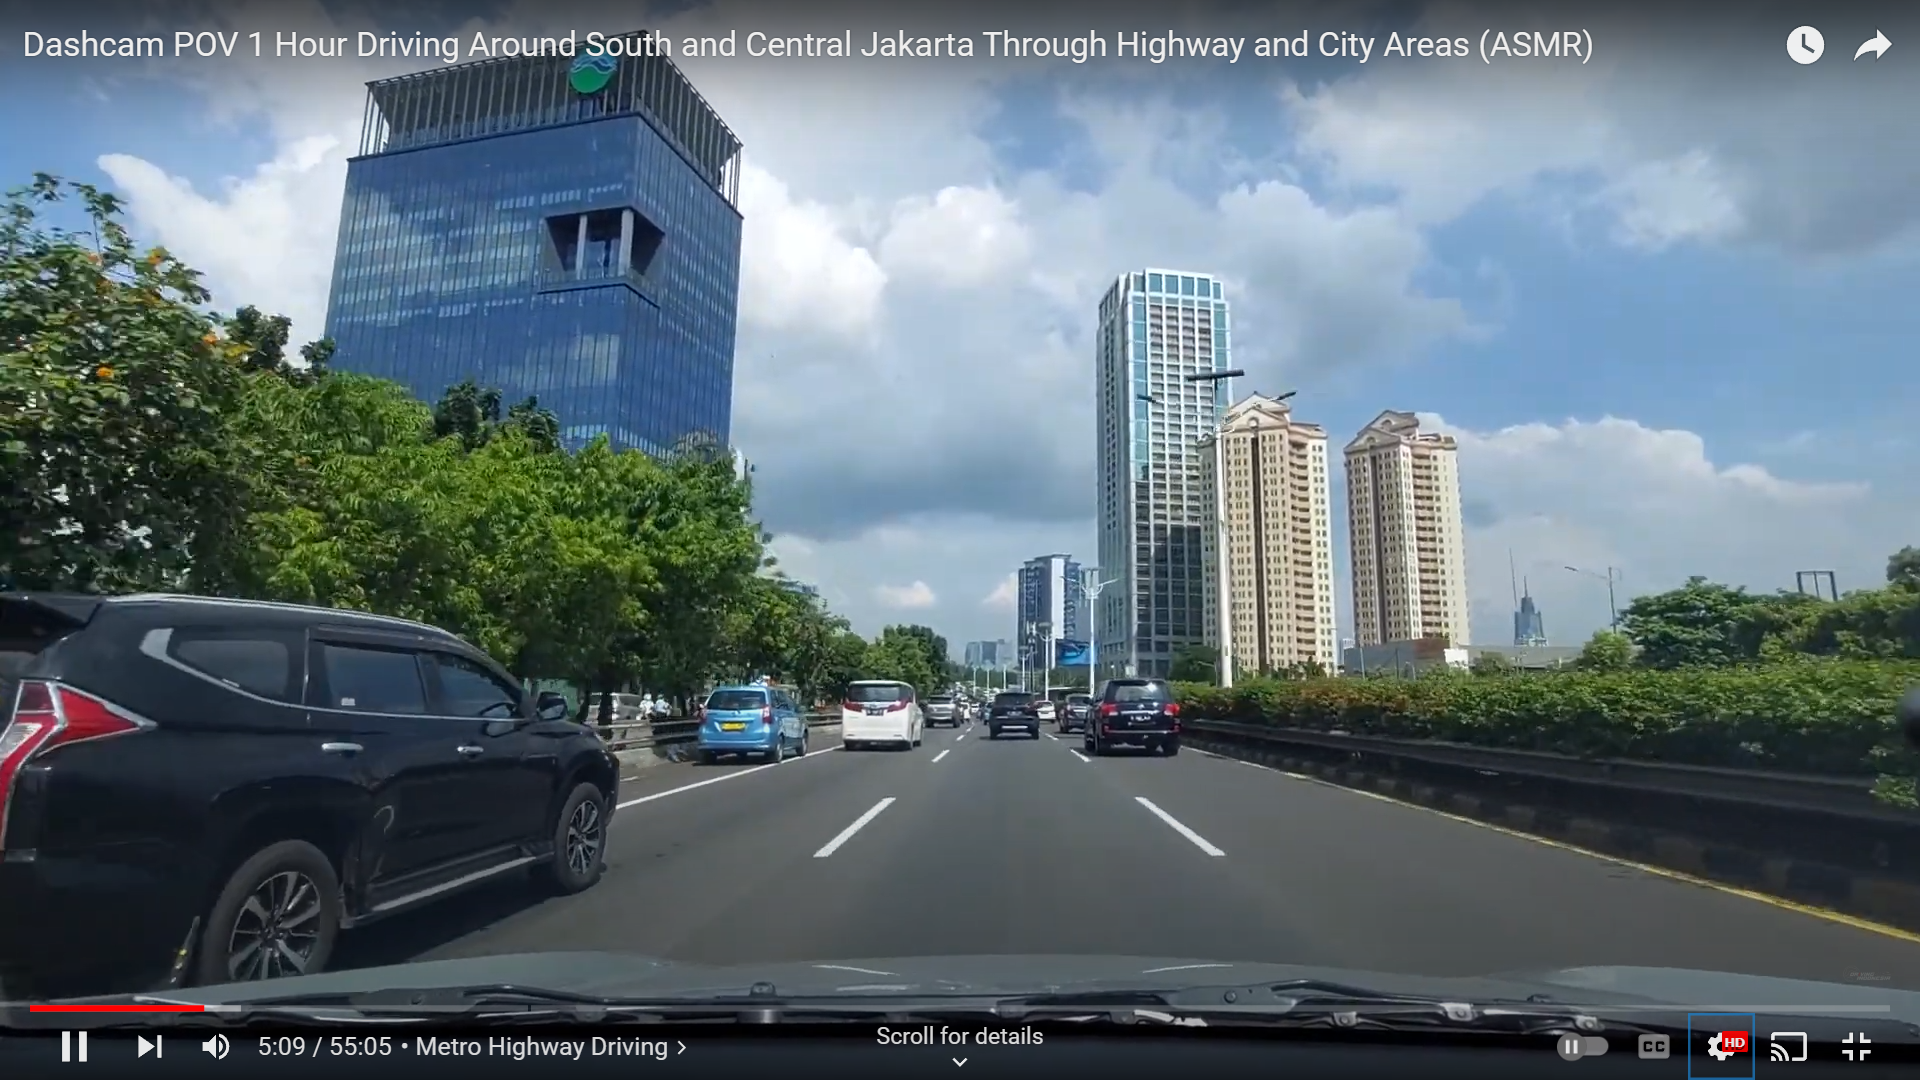 Dashcam POV 1 Hour Driving Around South and Central Jakarta Through Highway and City Areas (ASMR)
5:09 / 55:05 • Metro Highway Driving
Scroll for details
CC
HD